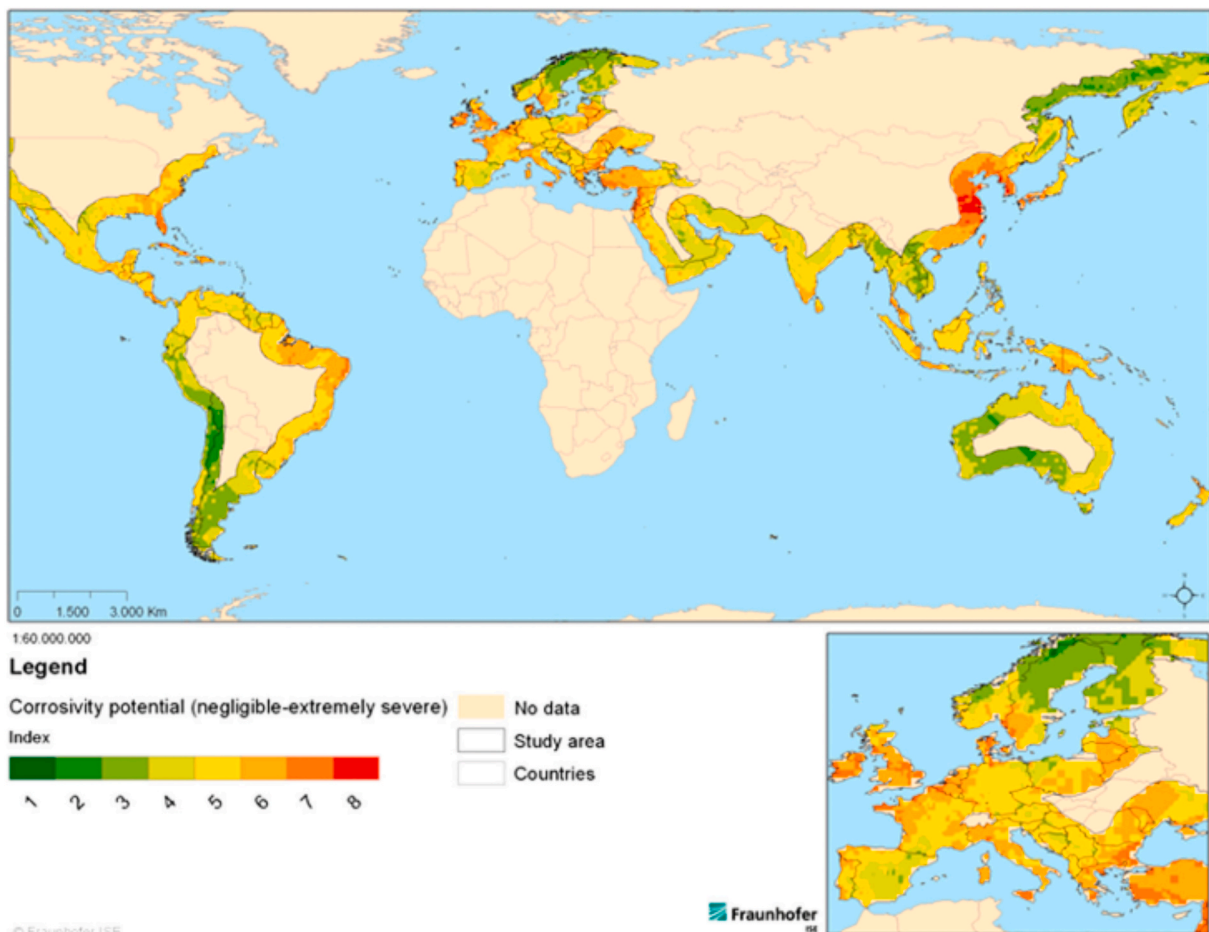 0 1.500 3.000 Km
1:60.000.000
Legend
Corrosivity potential (negligible-extremely severe)
No data
Index
Study area
Countries
1 2 3 4 5 6 7 8
Fraunhofer
ISE
© Fraunhofer ISE